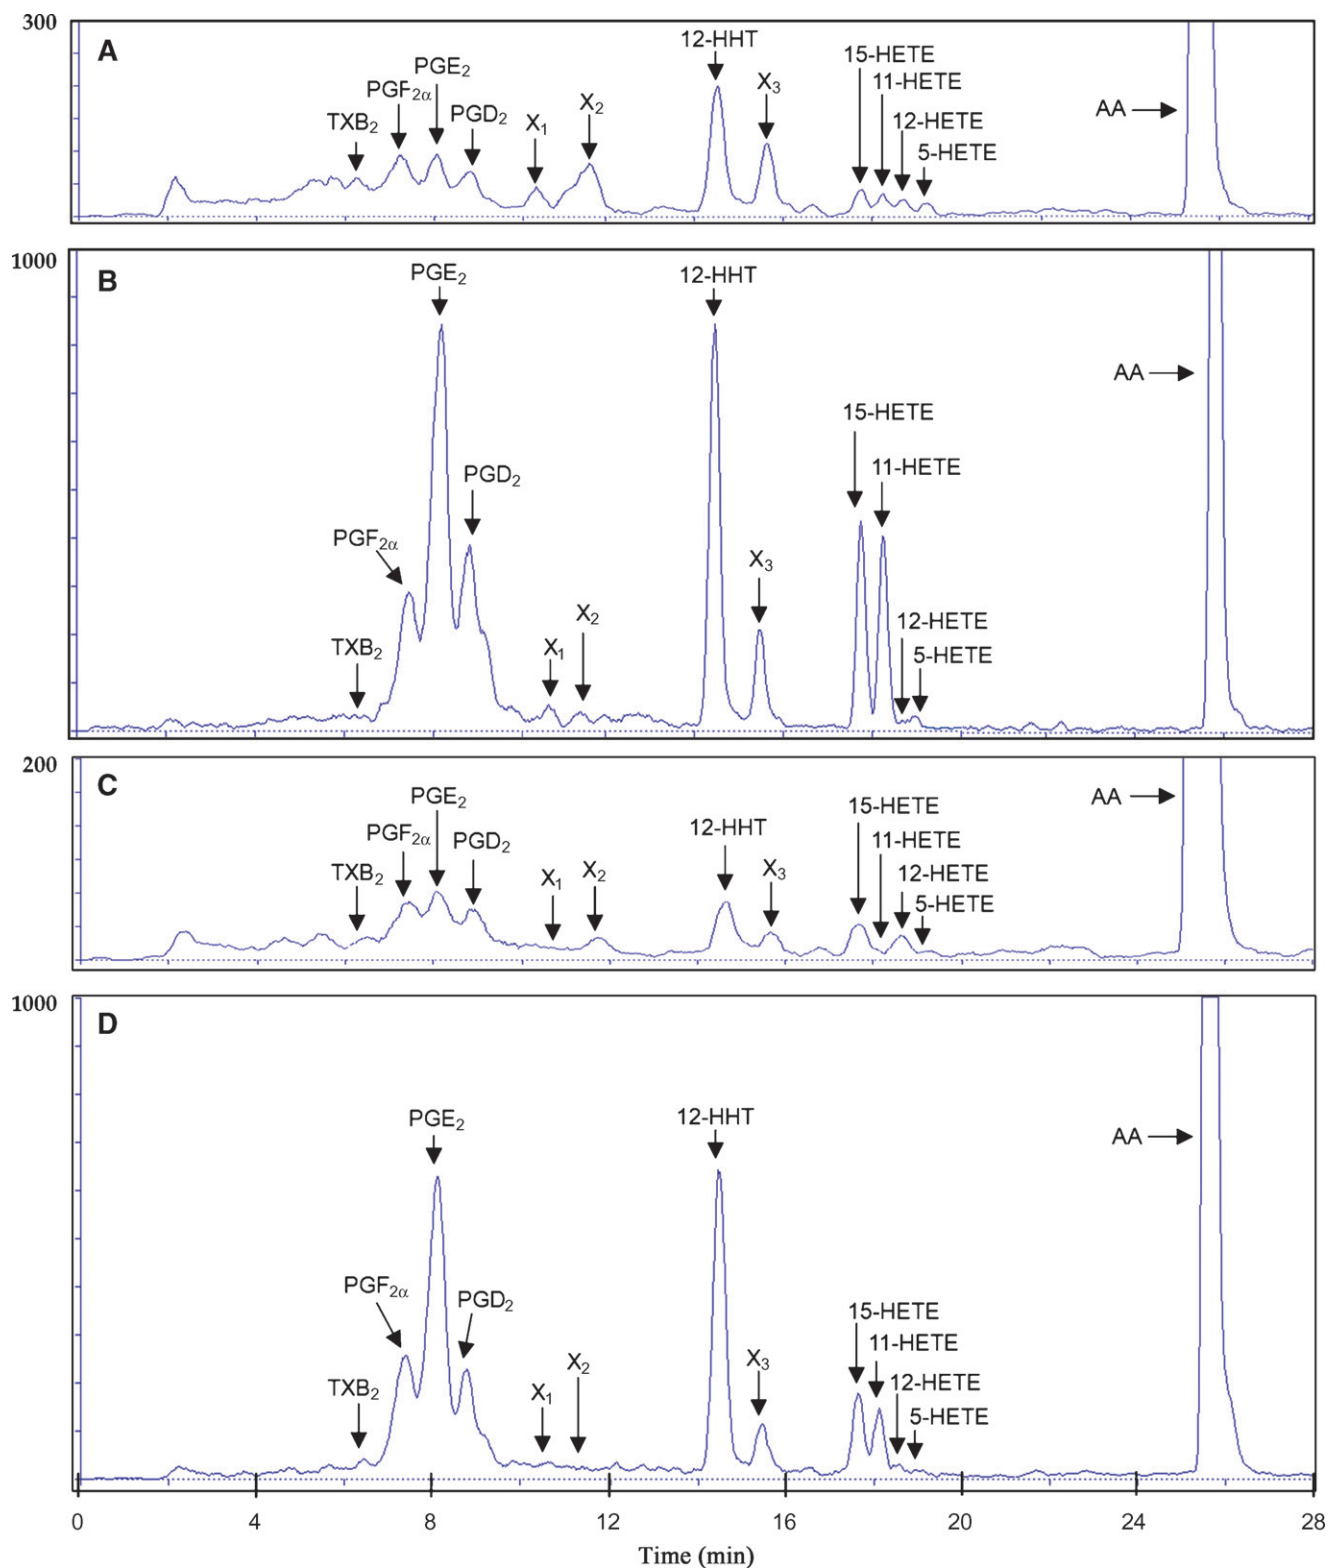 300
A
TXB2
PGF2α
PGE2
PGD2
X1
X2
12-HHT
X3
15-HETE
11-HETE
12-HETE
5-HETE
AA
1000
B
TXB2
PGF2α
PGE2
PGD2
X1
X2
12-HHT
X3
15-HETE
11-HETE
12-HETE
5-HETE
AA
200
C
TXB2
PGF2α
PGE2
PGD2
X1
X2
12-HHT
X3
15-HETE
11-HETE
12-HETE
5-HETE
AA
1000
D
TXB2
PGF2α
PGE2
PGD2
X1
X2
12-HHT
X3
15-HETE
11-HETE
12-HETE
5-HETE
AA
0 4 8 12 16 20 24 28
Time (min)